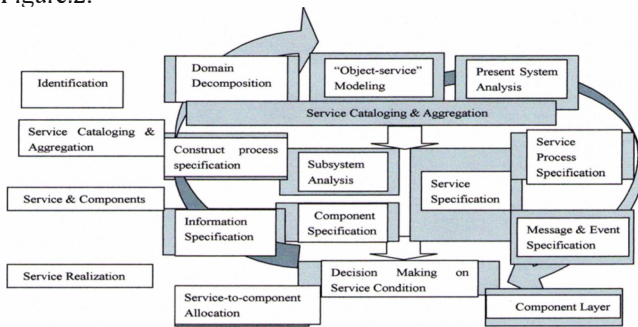 Figure.2.
Domain
Decomposition
"Object-service"
Modeling
Present System
Analysis
Identification
Service Cataloging & Aggregation
Service Cataloging &
Aggregation
Construct process
specification
Service
Process
Specification
Subsystem
Analysis
Service
Specification
Service & Components
Information
Specification
Component
Specification
Message & Event
Specification
Service Realization
Decision Making on
Service Condition
Service-to-component
Allocation
Component Layer